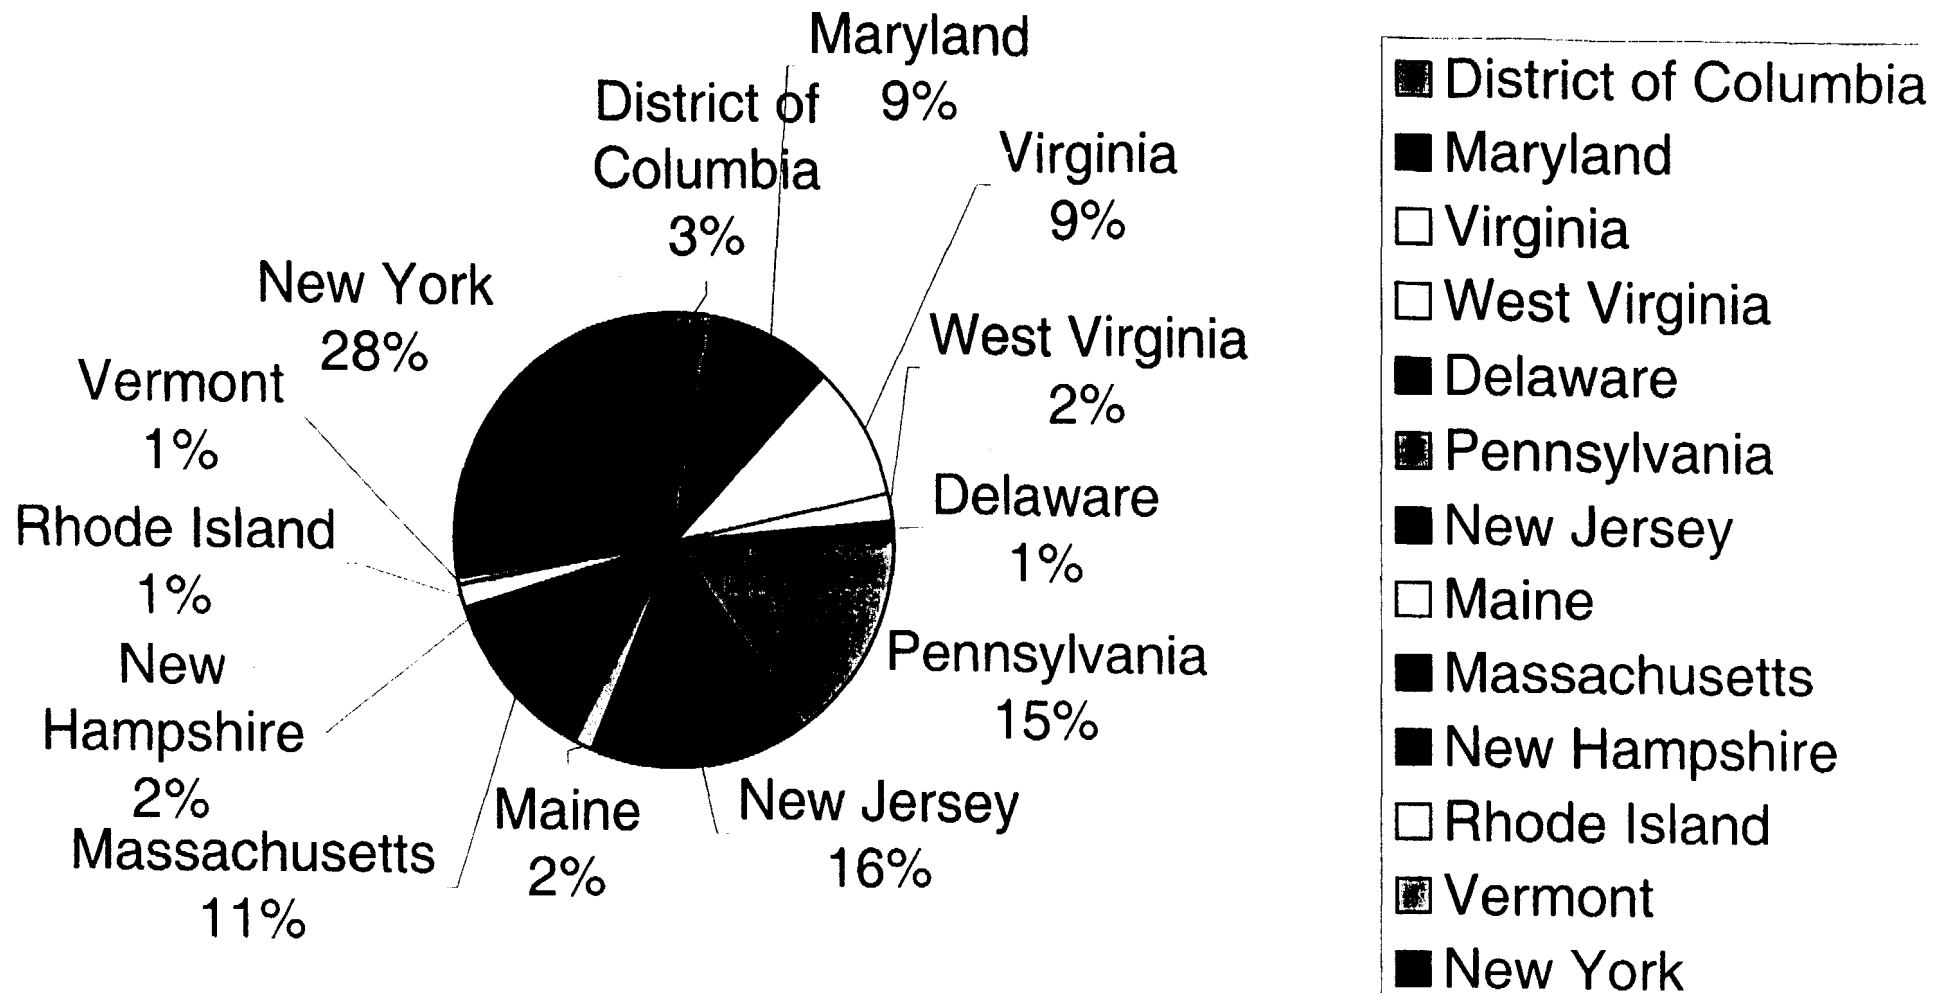 Maryland
9%
District of
Columbia
3%
Virginia
9%
New York
28%
West Virginia
2%
Vermont
1%
Delaware
1%
Rhode Island
1%
Pennsylvania
15%
New
Hampshire
2%
New Jersey
16%
Maine
2%
Massachusetts
11%
District of Columbia
Maryland
Virginia
West Virginia
Delaware
Pennsylvania
New Jersey
Maine
Massachusetts
New Hampshire
Rhode Island
Vermont
New York